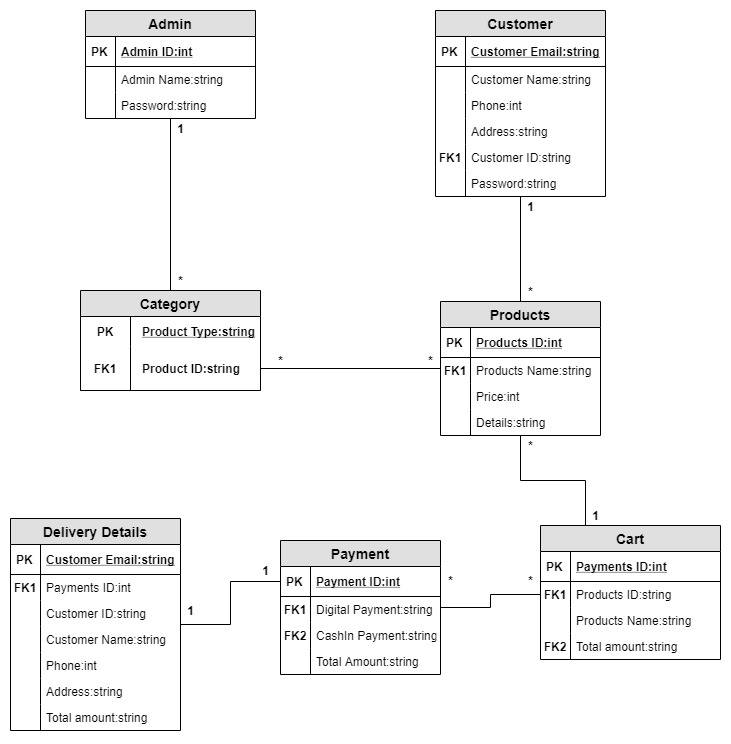 Admin
PK Admin ID:int
Admin Name:string
Password:string
1
Customer
PK Customer Email:string
Customer Name:string
Phone:int
Address:string
FK1 Customer ID:string
Password:string
1
*
Category
PK Product Type:string
FK1 Product ID:string
*
*
*
Products
PK Products ID:int
FK1 Products Name:string
Price:int
Details:string
*
1
Delivery Details
PK Customer Email:string
FK1 Payments ID:int
Customer ID:string
Customer Name:string
Phone:int
Address:string
Total amount:string
1
1
Payment
PK Payment ID:int
FK1 Digital Payment:string
FK2 CashIn Payment:string
Total Amount:string
*
*
Cart
PK Payments ID:int
FK1 Products ID:string
Products Name:string
FK2 Total amount:string